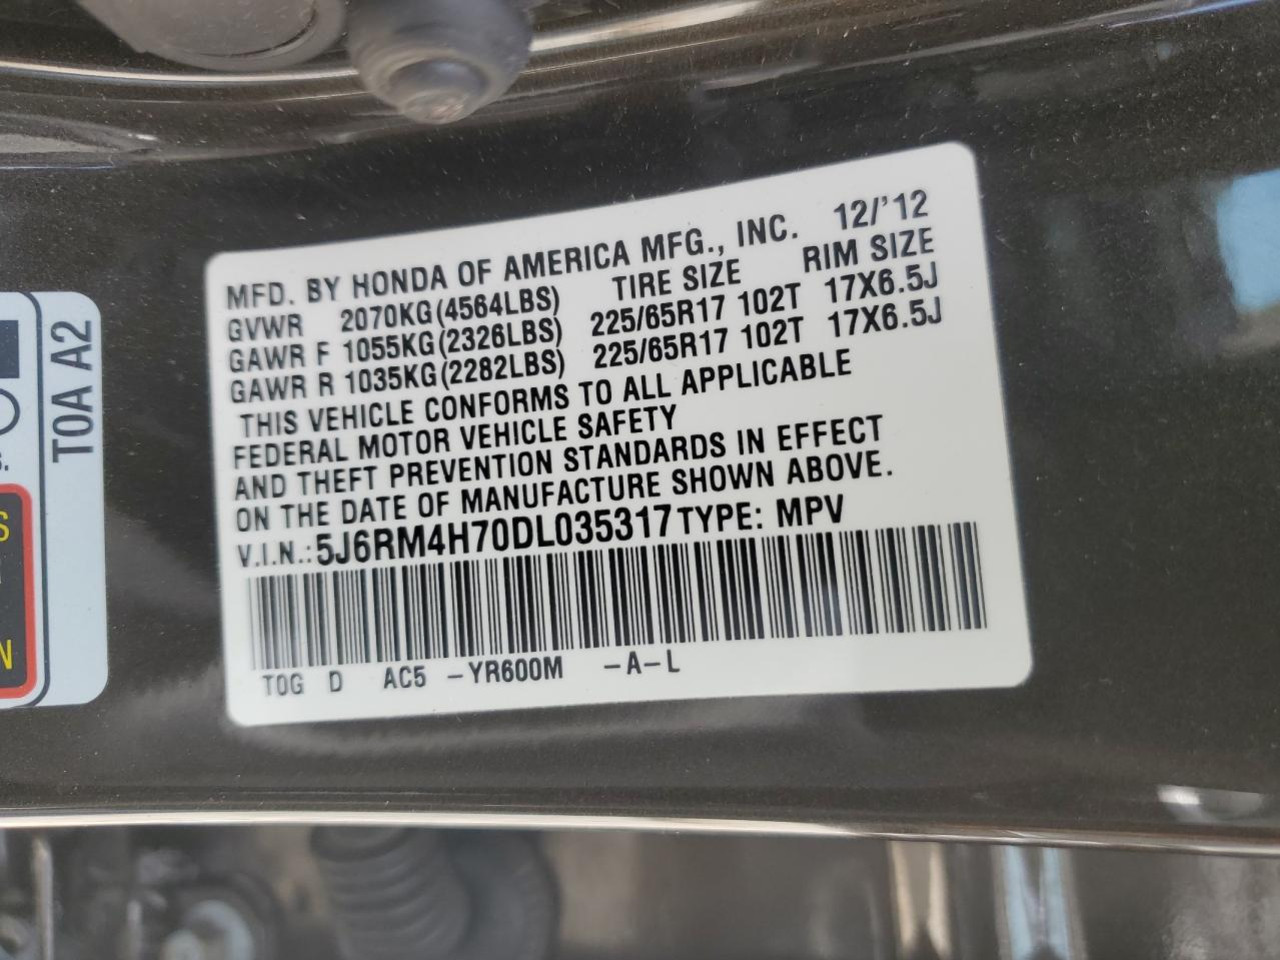 MFD. BY HONDA OF AMERICA MFG., INC. 12/'12
GVWR 2070KG(4564LBS) TIRE SIZE RIM SIZE
GAWR F 1055KG(2326LBS) 225/65R17 102T 17X6.5J
GAWR R 1035KG(2282LBS) 225/65R17 102T 17X6.5J
THIS VEHICLE CONFORMS TO ALL APPLICABLE
FEDERAL MOTOR VEHICLE SAFETY
AND THEFT PREVENTION STANDARDS IN EFFECT
ON THE DATE OF MANUFACTURE SHOWN ABOVE.
V.I.N.: 5J6RM4H70DL035317 TYPE: MPV
T0G D AC5 -YR600M -A-L
T0A A2
S
N